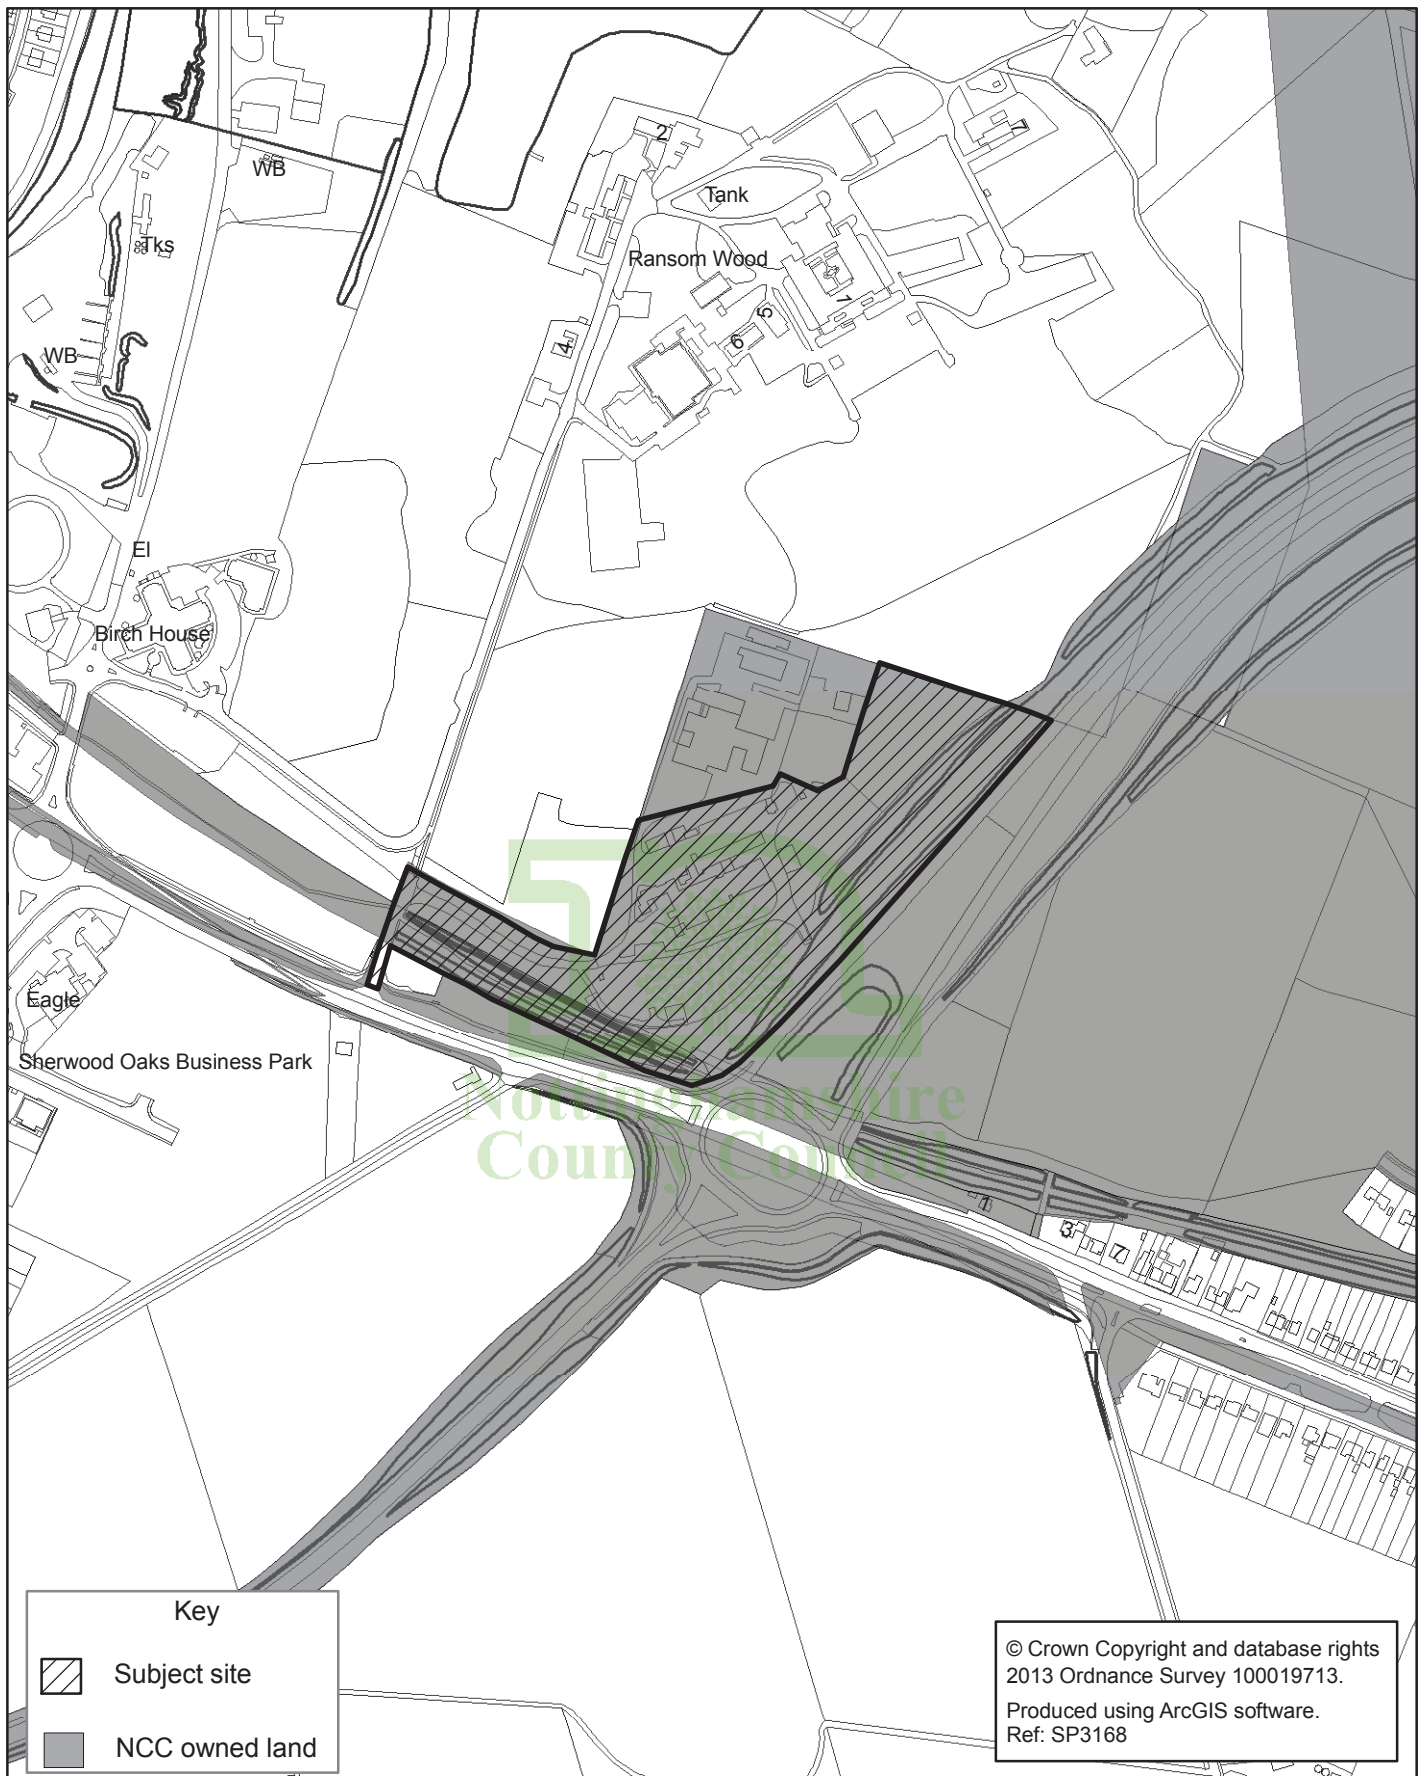 2
7
WB
Tank
Tks
Ransom Wood
1
5
6
4
WB
El
Birch House
Eagle
Sherwood Oaks Business Park
Nottinghamshire
County Council
1
3
7
Key
Subject site
NCC owned land
© Crown Copyright and database rights
2013 Ordnance Survey 100019713.
Produced using ArcGIS software.
Ref: SP3168